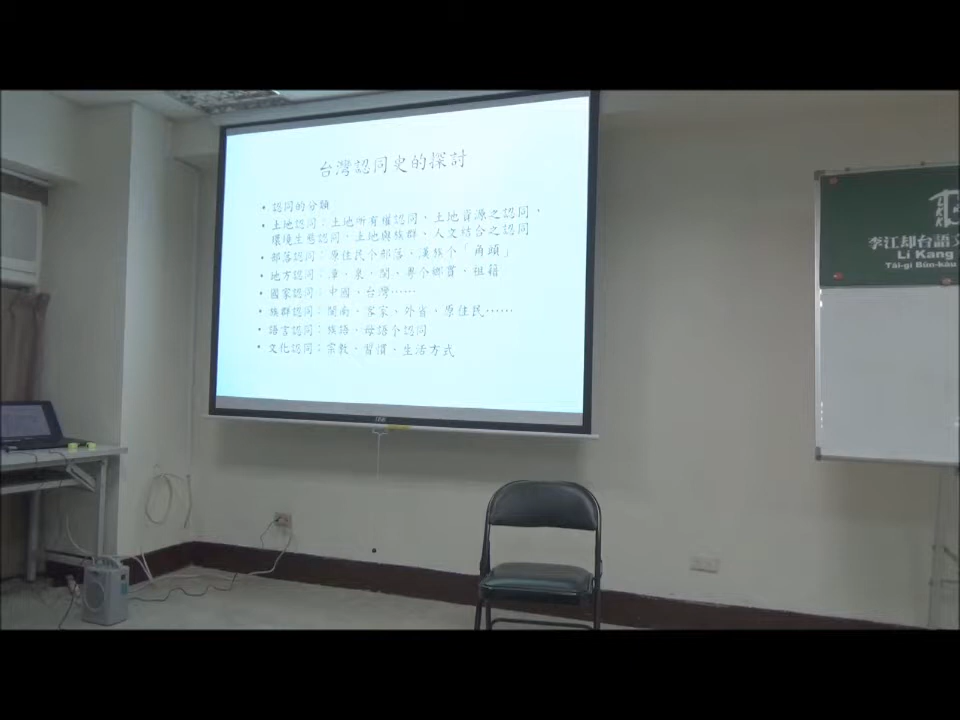 台灣認同史的探討
• 認同的分類
• 土地認同：土地所有權認同、土地資源之認同、
環境生態認同、土地與族群、人文結合之認同
• 部落認同：原住民个部落、漢族个「角頭」
• 地方認同：漳、泉、閩、粵个鄉貫、祖籍
• 國家認同：中國、台灣……
• 族群認同：閩南、客家、外省、原住民……
• 語言認同：族語、母語个認同
• 文化認同：宗教、習慣、生活方式
李江却台語文
Li Kang
Tâi-gí Bûn-kàu